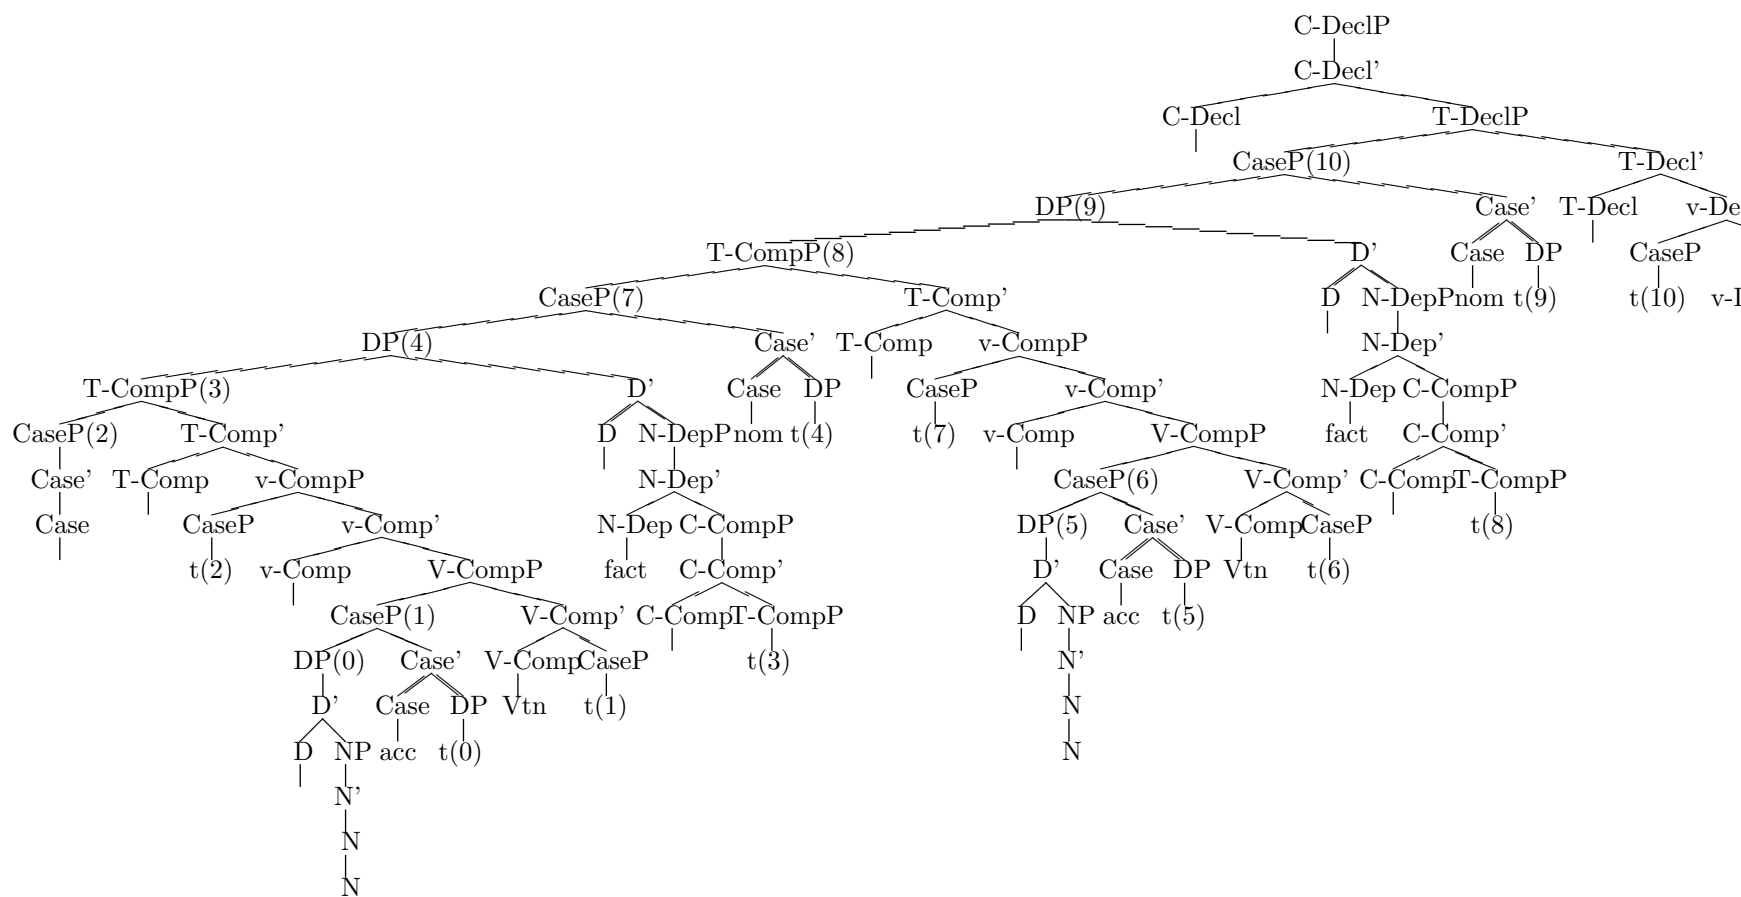 C-DeclP
C-Decl'
C-Decl T-DeclP
CaseP(10) T-Decl'
DP(9) Case' T-Decl v-De
T-CompP(8) D' Case DP CaseP
CaseP(7) T-Comp' D N-DepP nom t(9) t(10) v-D
DP(4) Case' T-Comp v-CompP N-Dep'
T-CompP(3) D' Case DP CaseP v-Comp' N-Dep C-CompP
CaseP(2) T-Comp' D N-DepP nom t(4) t(7) v-Comp V-CompP fact C-Comp'
Case' T-Comp v-CompP N-Dep' CaseP(6) V-Comp' C-Comp T-CompP
Case CaseP v-Comp' N-Dep C-CompP DP(5) Case' V-Comp CaseP t(8)
t(2) v-Comp V-CompP fact C-Comp' D' Case DP Vtn t(6)
CaseP(1) V-Comp' C-Comp T-CompP D NP acc t(5)
DP(0) Case' V-Comp CaseP t(3) N'
D' Case DP Vtn t(1) N
D NP acc t(0) N
N'
N
N